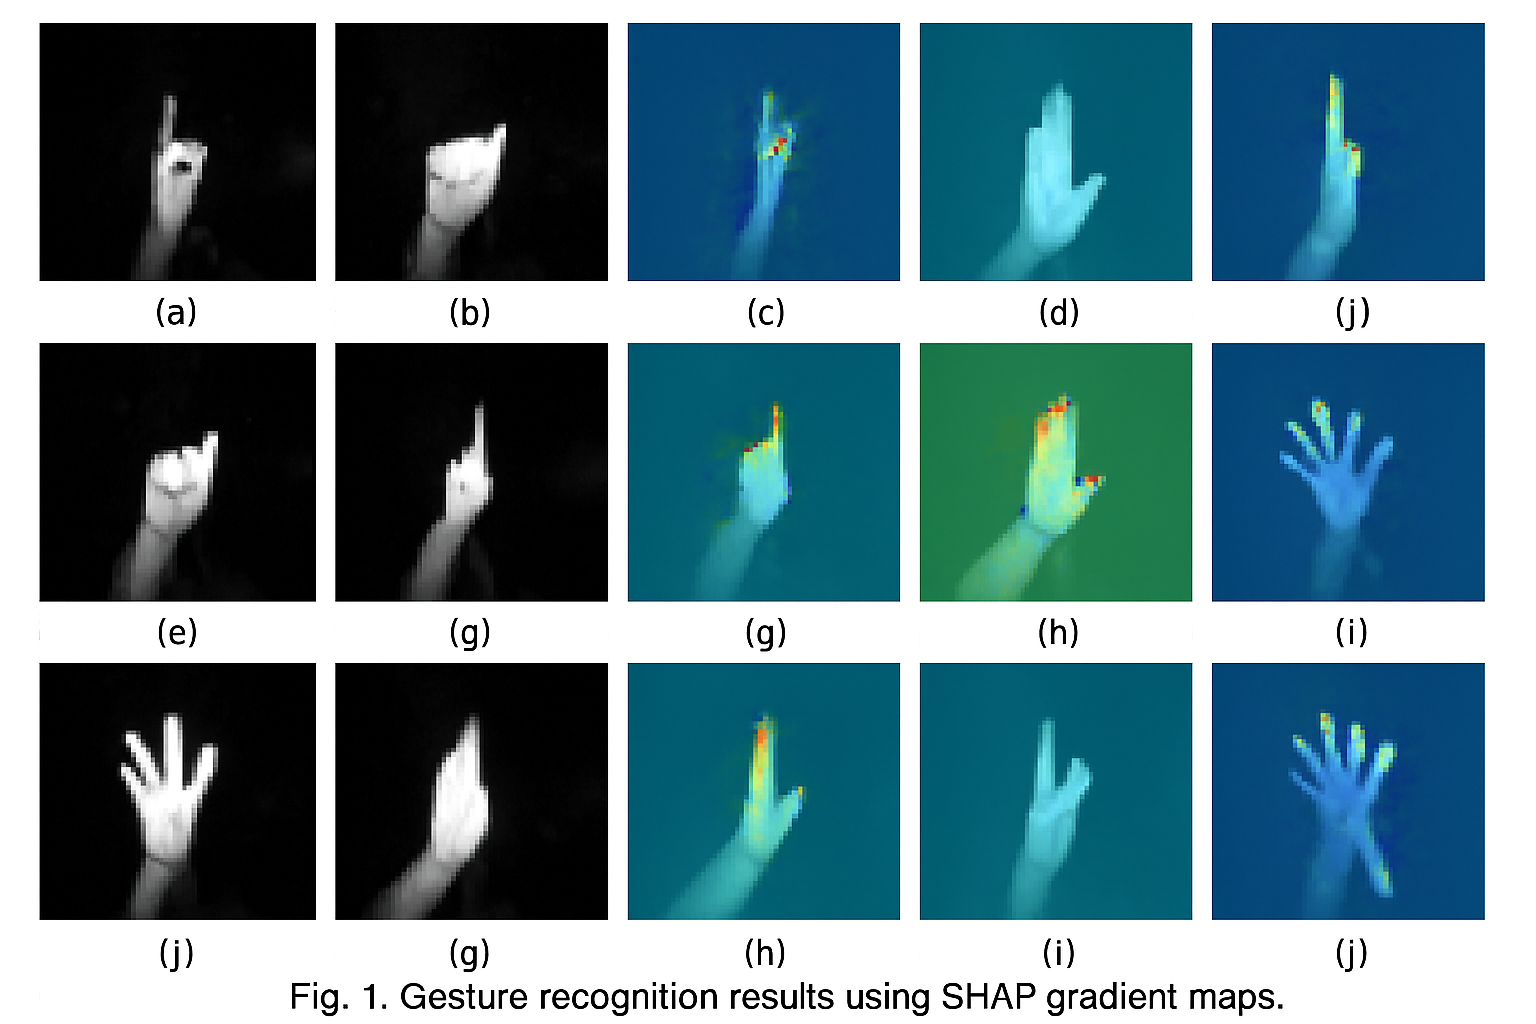 (a) (b) (c) (d) (j)
(e) (g) (g) (h) (i)
(j) (g) (h) (i) (j)
Fig. 1. Gesture recognition results using SHAP gradient maps.